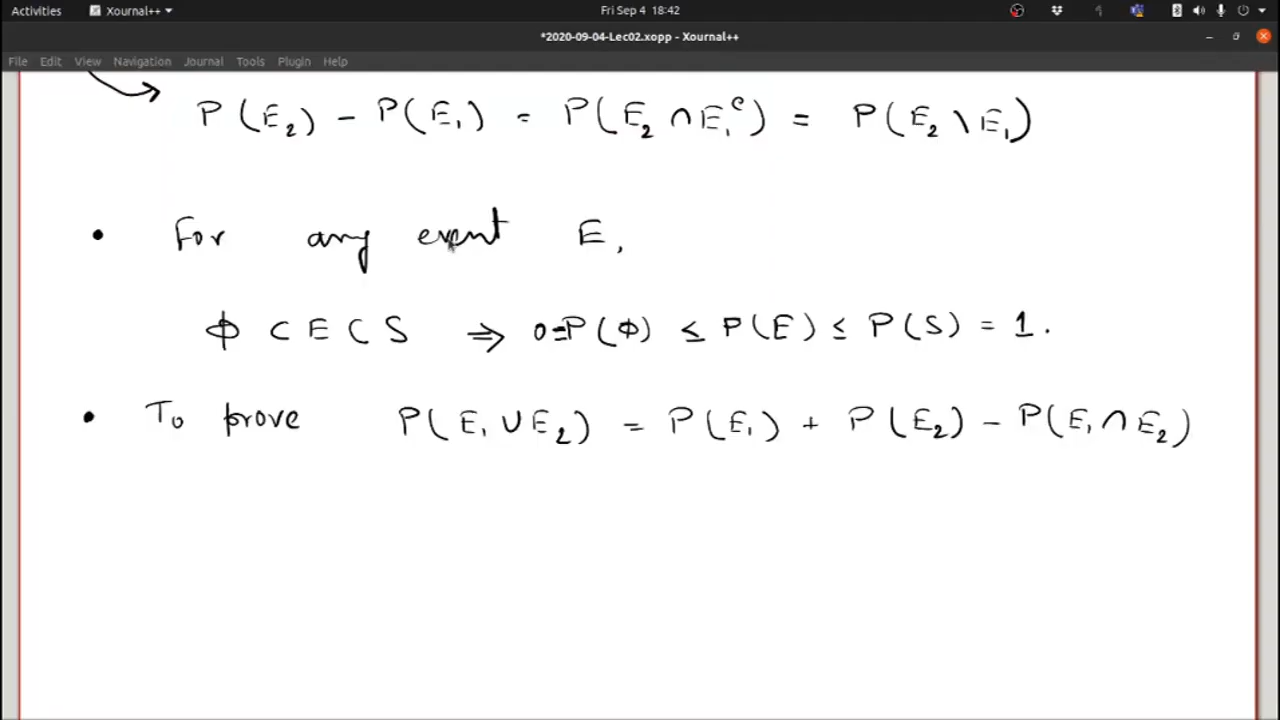 Activities Xournal++ Fri Sep 4 18:42
*2020-09-04-Lec02.xopp - Xournal++
File Edit View Navigation Journal Tools Plugin Help
P(E₂) - P(E₁) = P(E₂ ∩ E₁ᶜ) = P(E₂ \ E₁)
• For any event E,
Φ ⊂ E ⊂ S ⇒ 0=P(Φ) ≤ P(E) ≤ P(S) = 1.
• To prove P(E₁ ∪ E₂) = P(E₁) + P(E₂) - P(E₁ ∩ E₂)